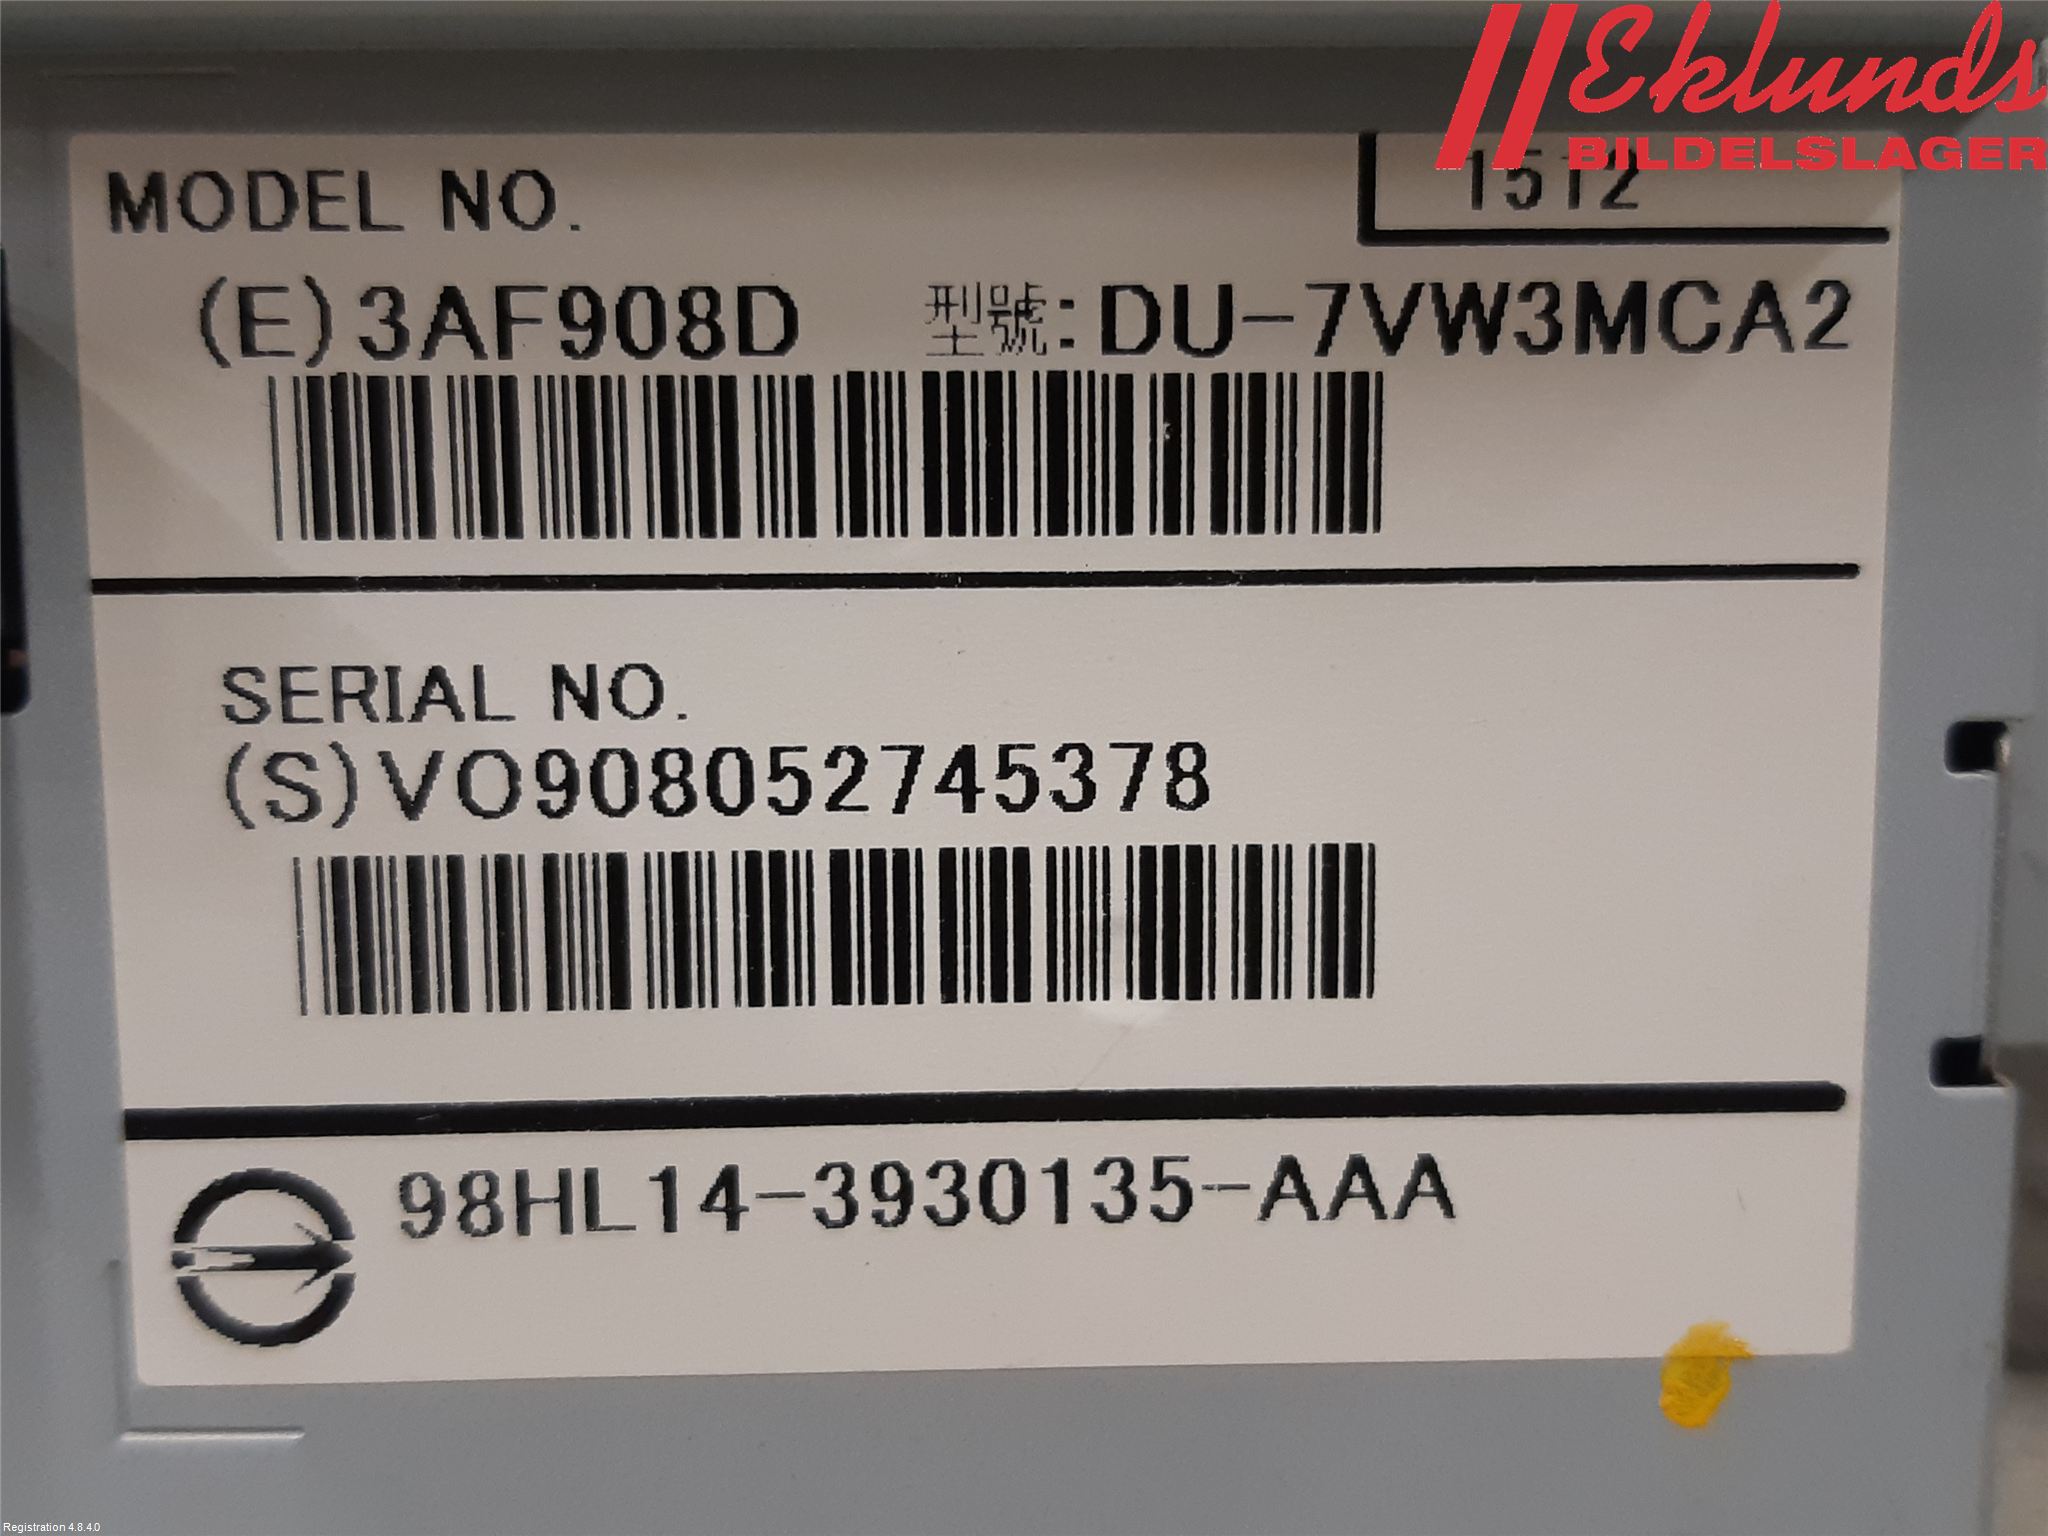 Eklunds
BILDELSLAGER
MODEL NO.
1512
(E)3AF908D 型號:DU-7VW3MCA2
SERIAL NO.
(S)VO908052745378
98HL14-3930135-AAA
Registration 4.8.4.0